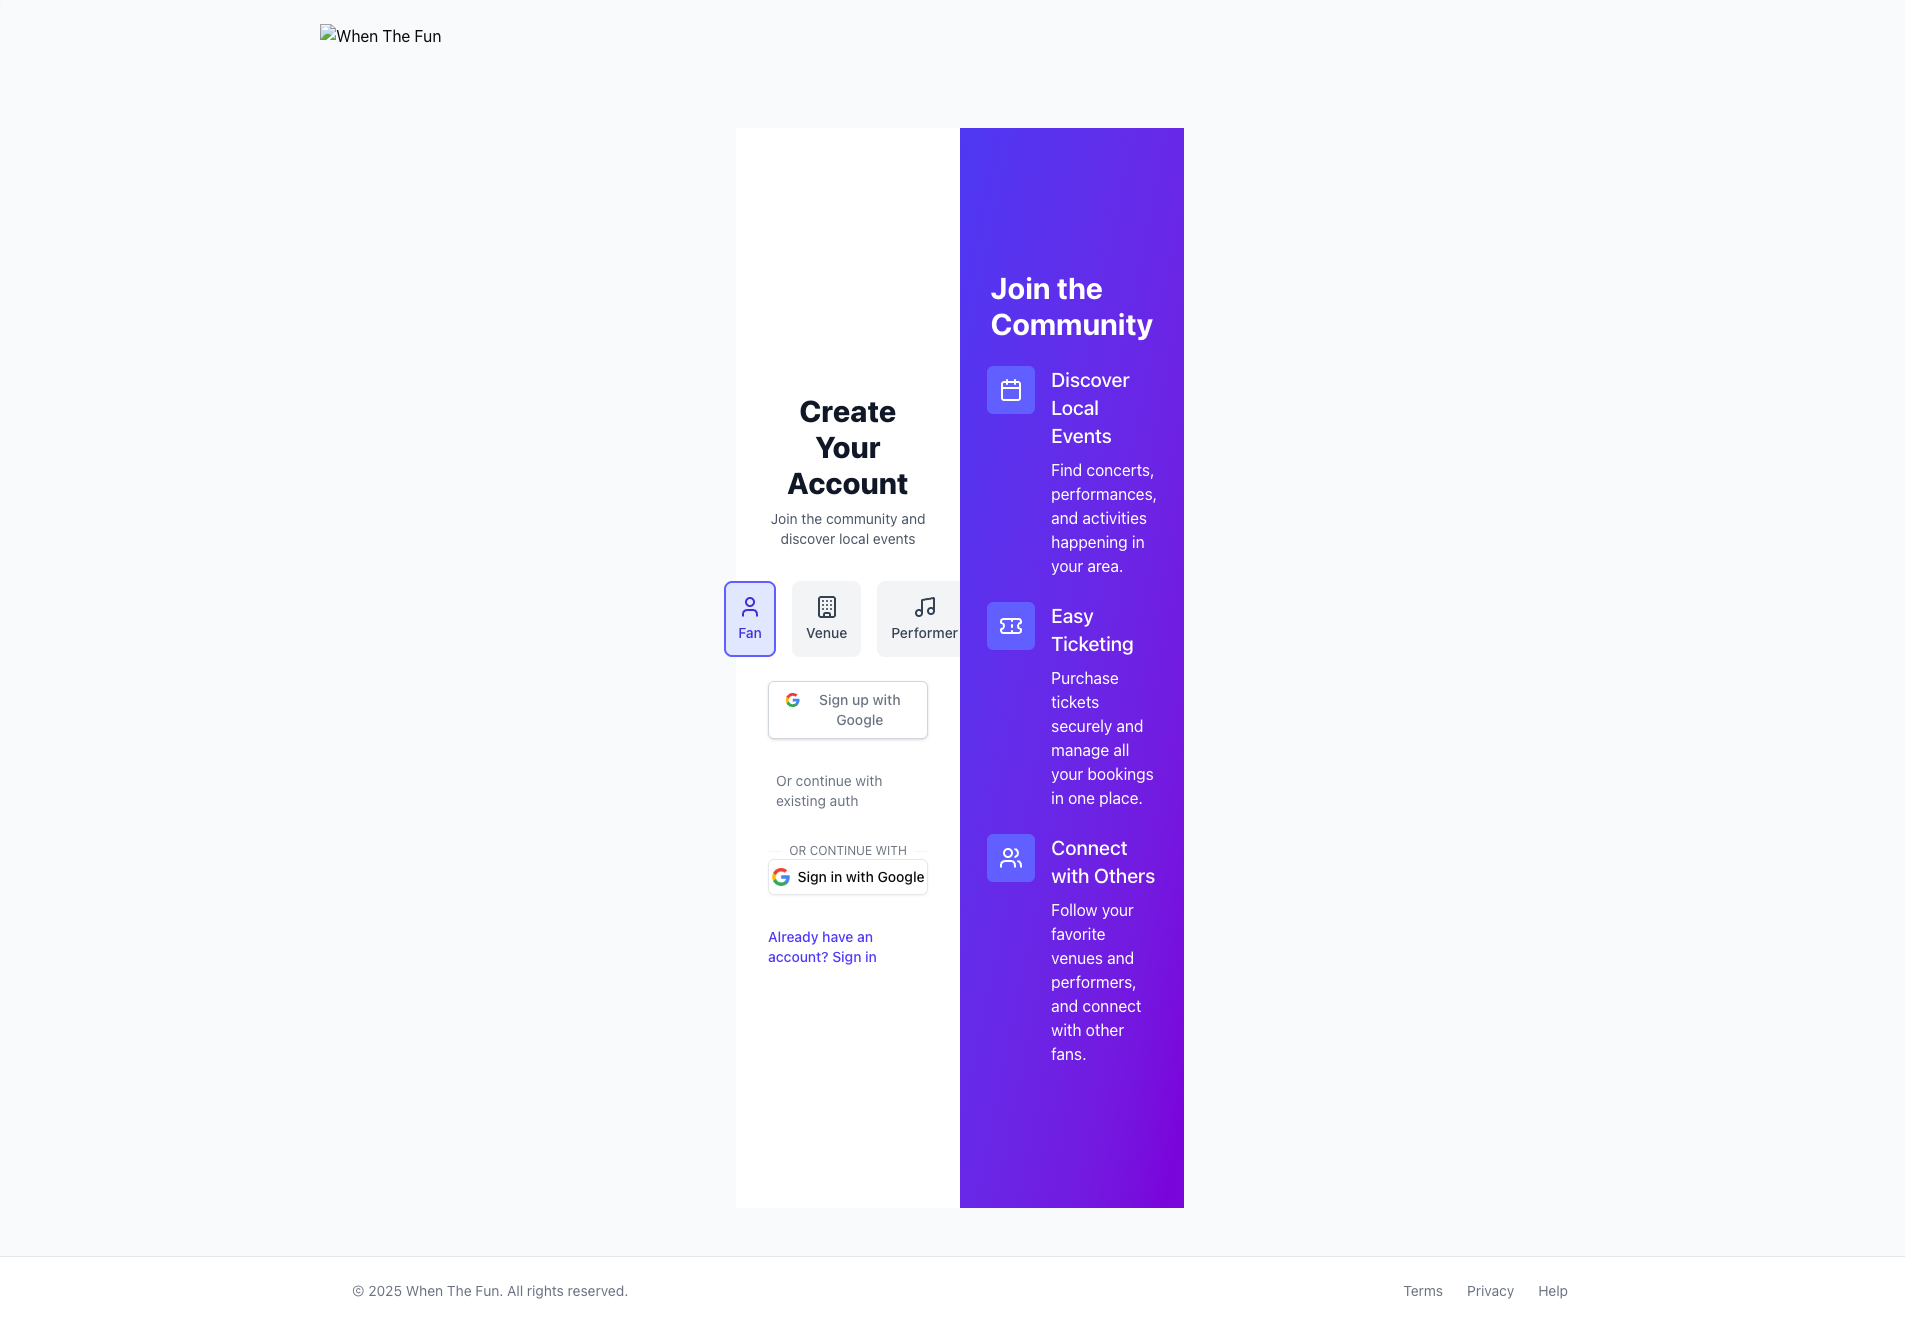 When The Fun
Create
Your
Account
Join the community and
discover local events
Fan
Venue
Performer
Sign up with
Google
Or continue with
existing auth
OR CONTINUE WITH
Sign in with Google
Already have an
account? Sign in
Join the
Community
Discover
Local
Events
Find concerts,
performances,
and activities
happening in
your area.
Easy
Ticketing
Purchase
tickets
securely and
manage all
your bookings
in one place.
Connect
with Others
Follow your
favorite
venues and
performers,
and connect
with other
fans.
© 2025 When The Fun. All rights reserved.
Terms Privacy Help